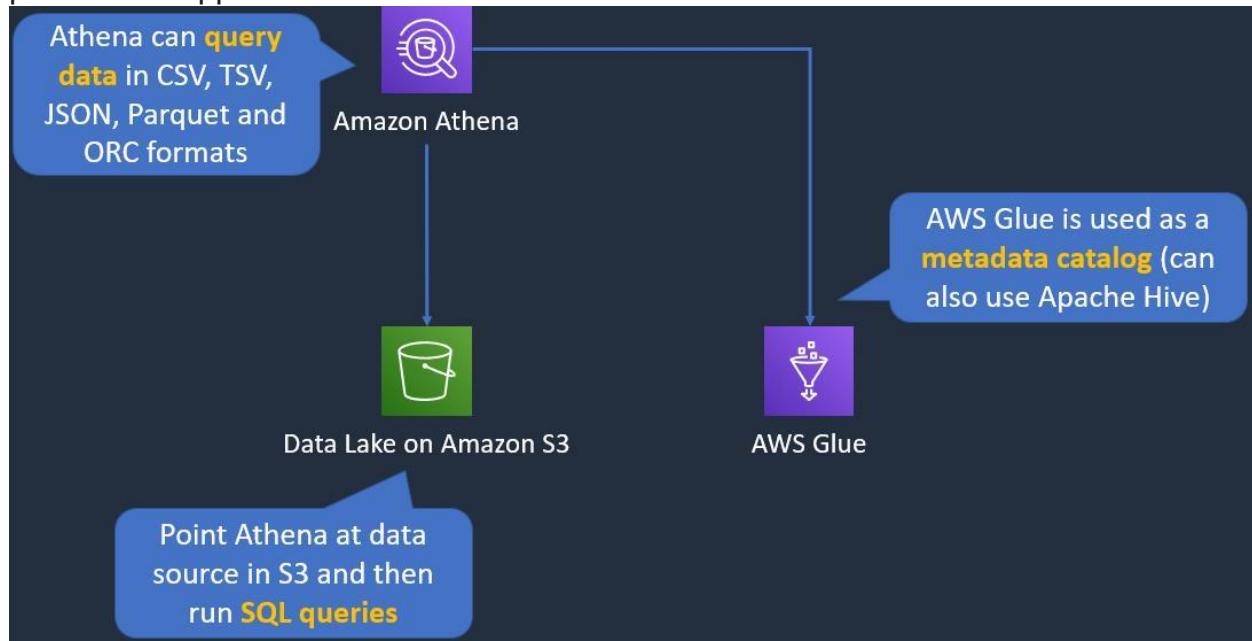 Athena can query
data in CSV, TSV,
JSON, Parquet and
ORC formats
Amazon Athena
AWS Glue is used as a
metadata catalog (can
also use Apache Hive)
Data Lake on Amazon S3
AWS Glue
Point Athena at data
source in S3 and then
run SQL queries